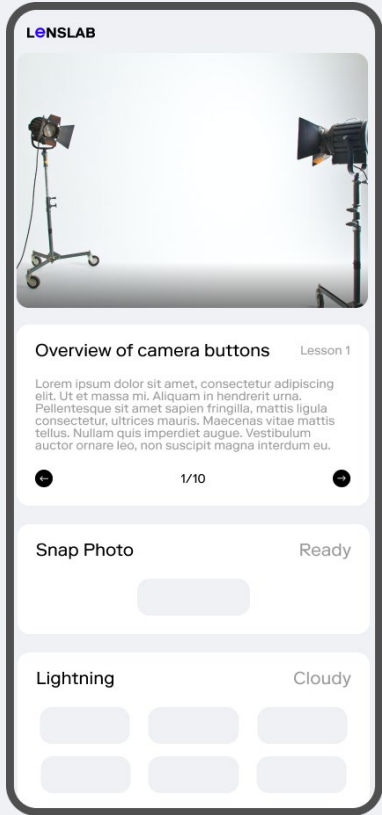 LeNSLAB
Overview of camera buttons
Lesson 1
Lorem ipsum dolor sit amet, consectetur adipiscing
elit. Ut et massa mi. Aliquam in hendrerit urna.
Pellentesque sit amet sapien fringilla, mattis ligula
consectetur, ultrices mauris. Maecenas vitae mattis
tellus. Nullam quis imperdiet augue. Vestibulum
auctor ornare leo, non suscipit magna interdum eu.
1/10
Snap Photo
Ready
Lightning
Cloudy